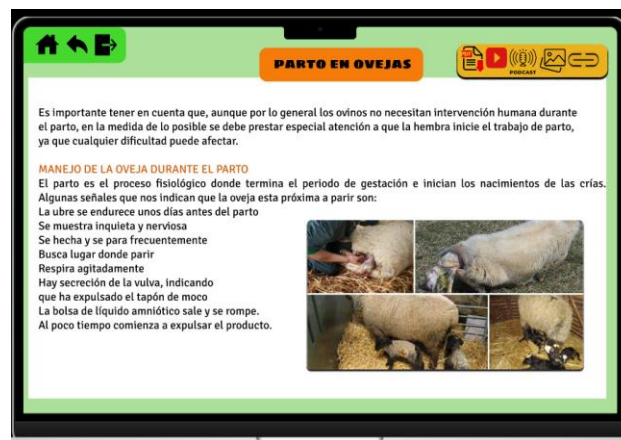 PARTO EN OVEJAS
PDF
PODCAST
Es importante tener en cuenta que, aunque por lo general los ovinos no necesitan intervención humana durante
el parto, en la medida de lo posible se debe prestar especial atención a que la hembra inicie el trabajo de parto,
ya que cualquier dificultad puede afectar.
MANEJO DE LA OVEJA DURANTE EL PARTO
El parto es el proceso fisiológico donde termina el periodo de gestación e inician los nacimientos de las crías.
Algunas señales que nos indican que la oveja esta próxima a parir son:
La ubre se endurece unos días antes del parto
Se muestra inquieta y nerviosa
Se hecha y se para frecuentemente
Busca lugar donde parir
Respira agitadamente
Hay secreción de la vulva, indicando
que ha expulsado el tapón de moco
La bolsa de líquido amniótico sale y se rompe.
Al poco tiempo comienza a expulsar el producto.